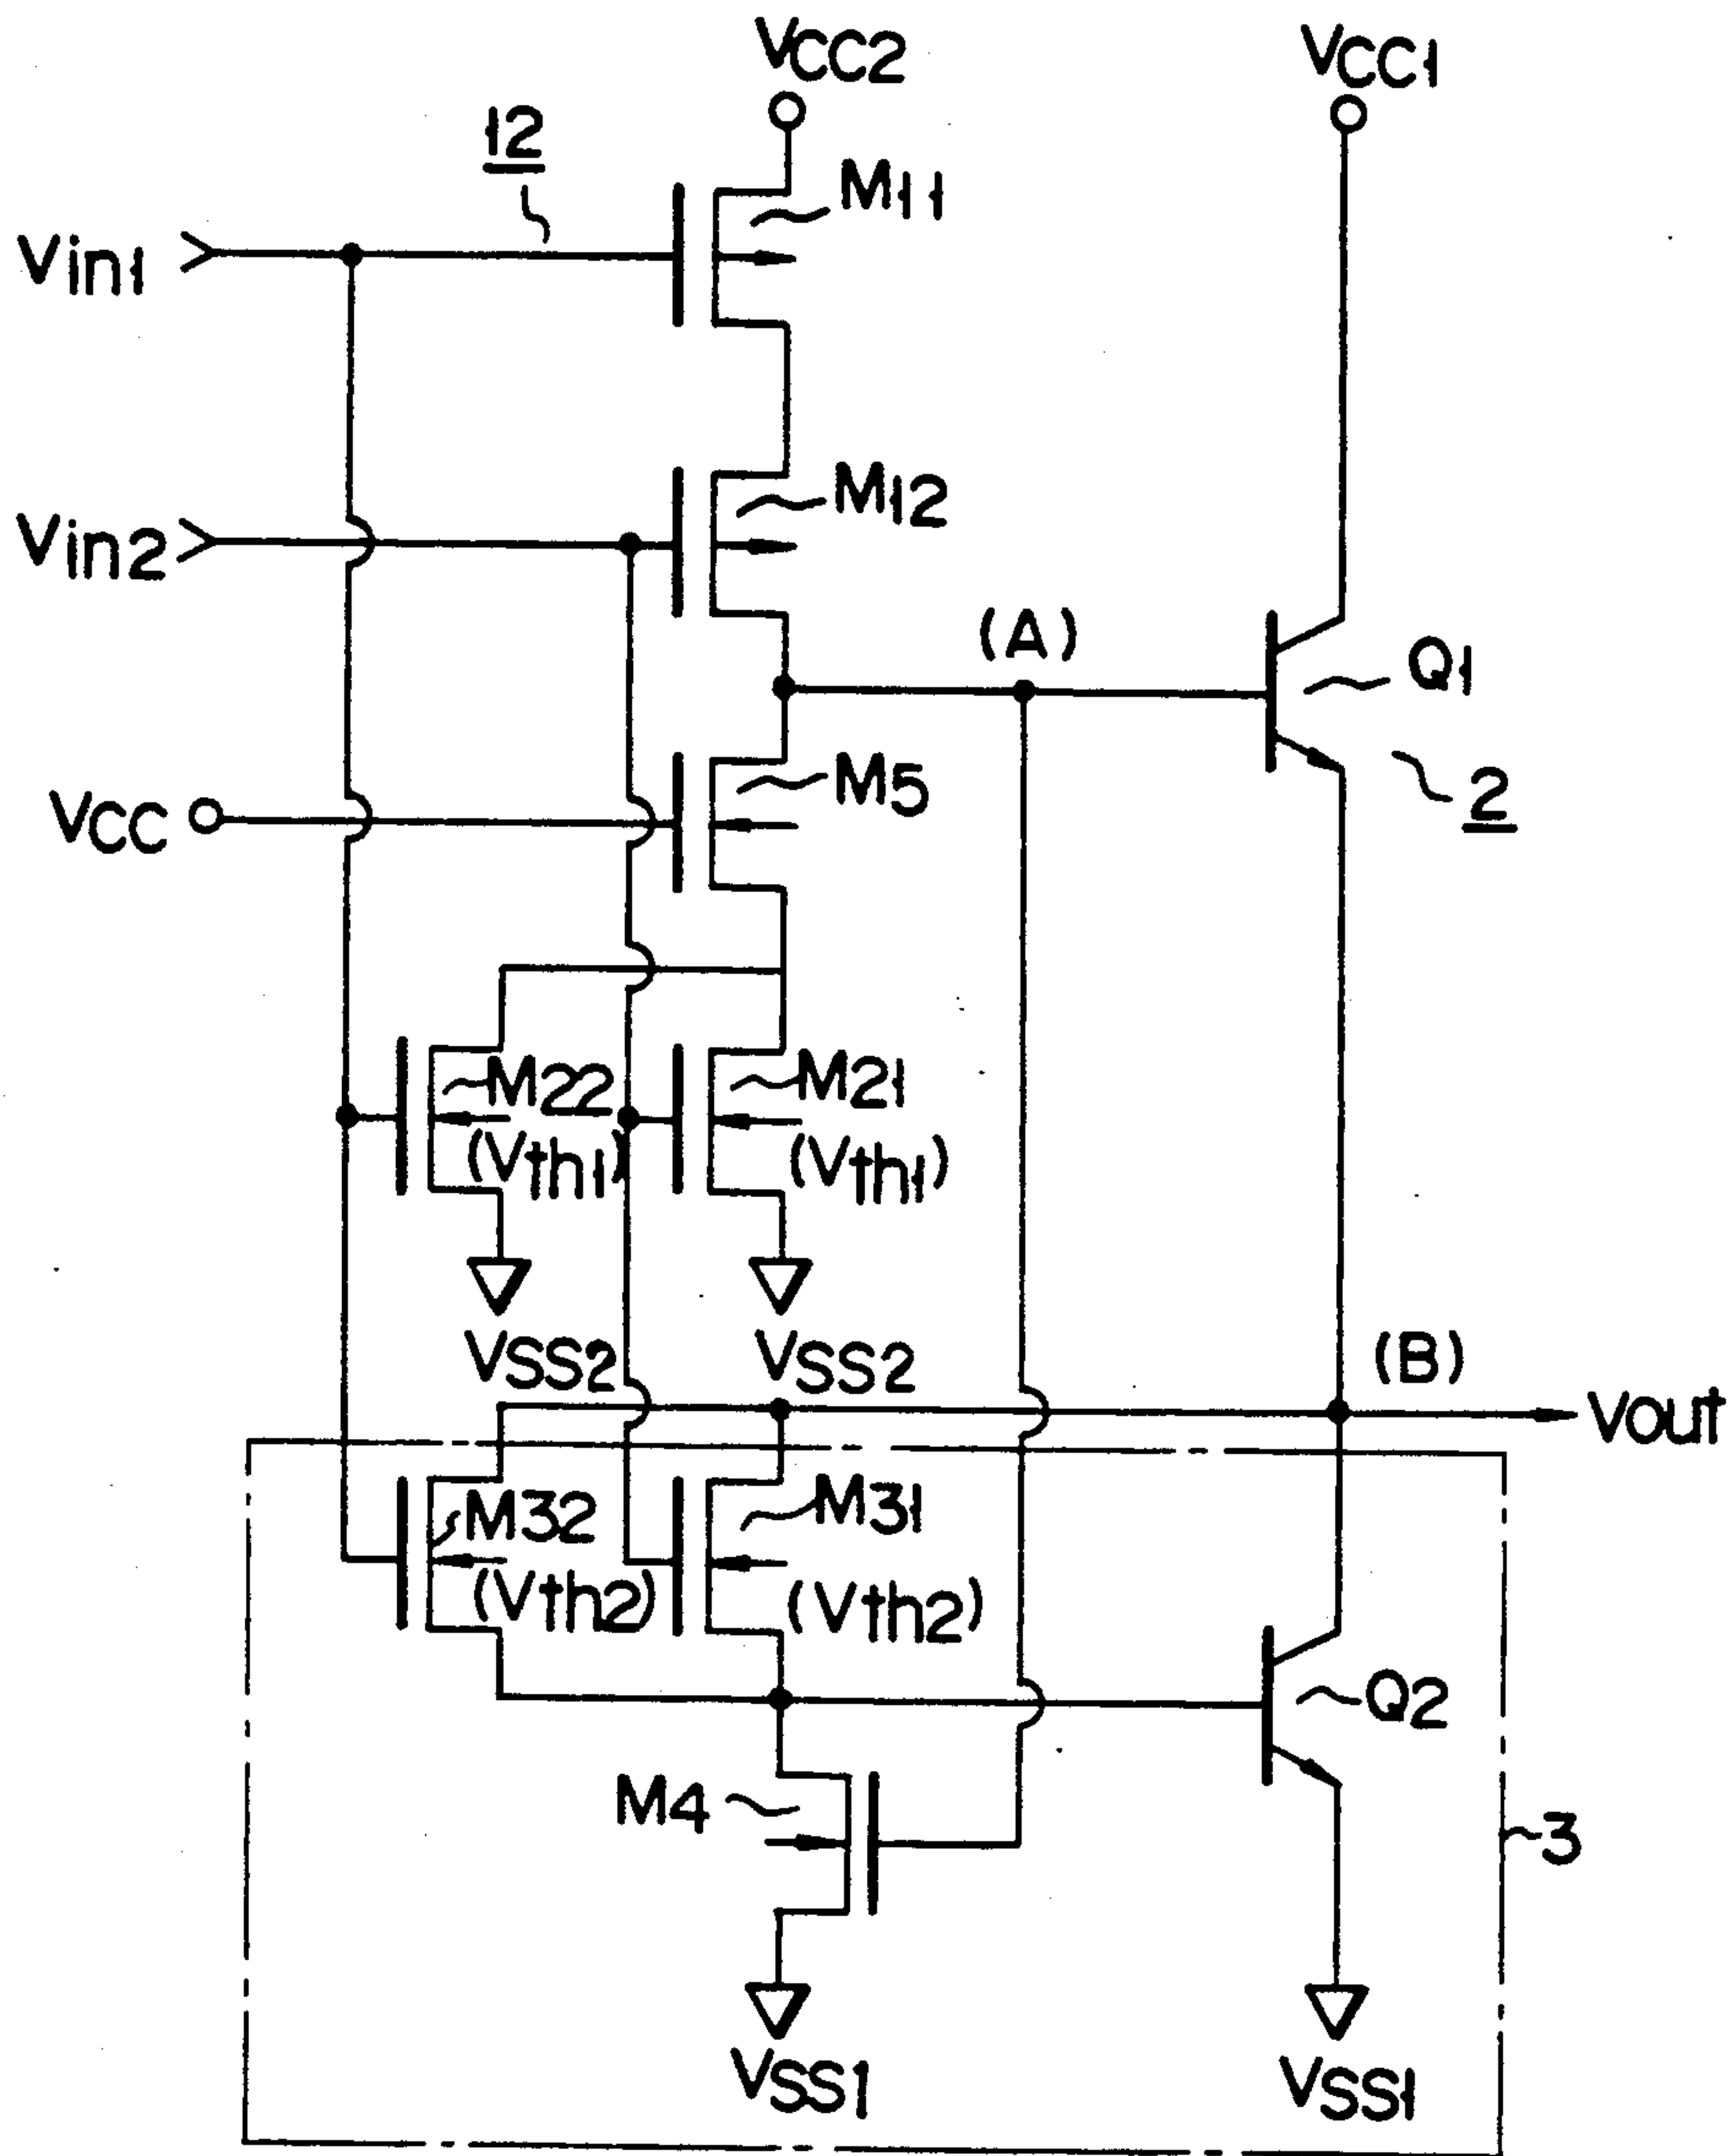 VCC2
VCC1
12
M11
Vin1
M12
Vin2
(A)
Q1
M5
VCC
2
M22
M21
(Vth1)
(Vth1)
VSS2
VSS2
(B)
Vout
M32
M31
(Vth2)
(Vth2)
Q2
M4
3
VSS1
VSS1